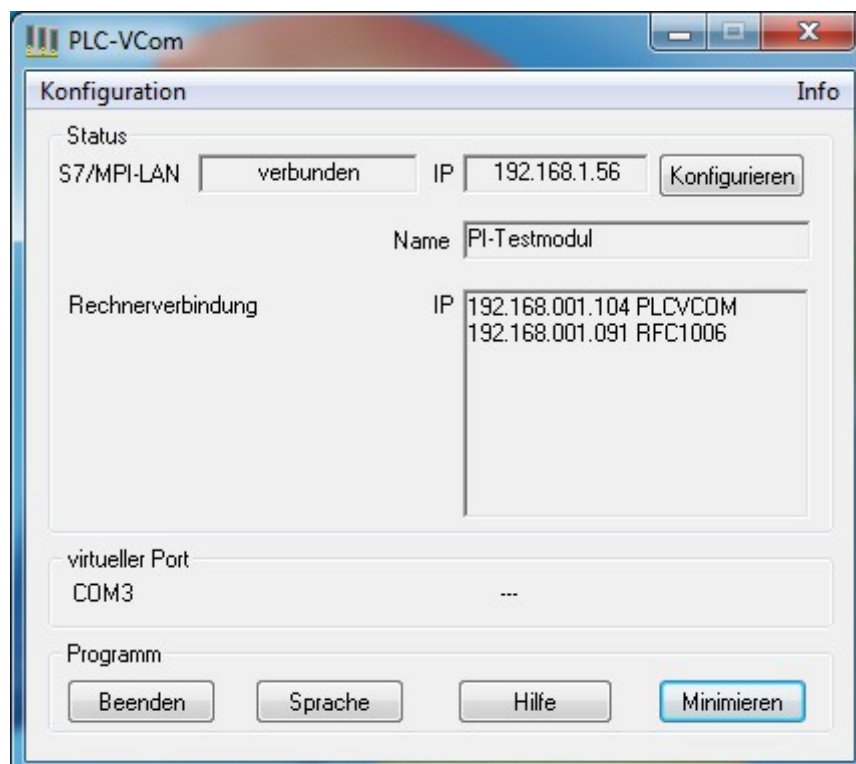 PLC-VCom
Konfiguration Info
Status
S7/MPI-LAN verbunden IP 192.168.1.56 Konfigurieren
Name PI-Testmodul
Rechnerverbindung IP 192.168.001.104 PLCVCOM
192.168.001.091 RFC1006
virtueller Port
COM3 ---
Programm
Beenden Sprache Hilfe Minimieren